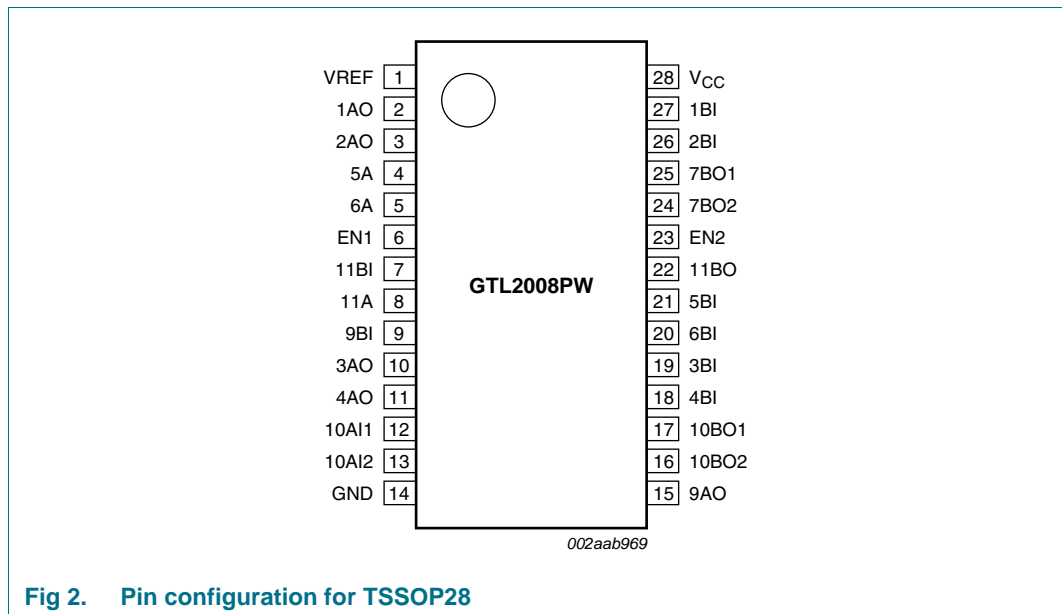 VREF 1 28 VCC
1AO 2 27 1BI
2AO 3 26 2BI
5A 4 25 7BO1
6A 5 24 7BO2
EN1 6 23 EN2
11BI 7 22 11BO
GTL2008PW
11A 8 21 5BI
9BI 9 20 6BI
3AO 10 19 3BI
4AO 11 18 4BI
10AI1 12 17 10BO1
10AI2 13 16 10BO2
GND 14 15 9AO
002aab969
Fig 2. Pin configuration for TSSOP28